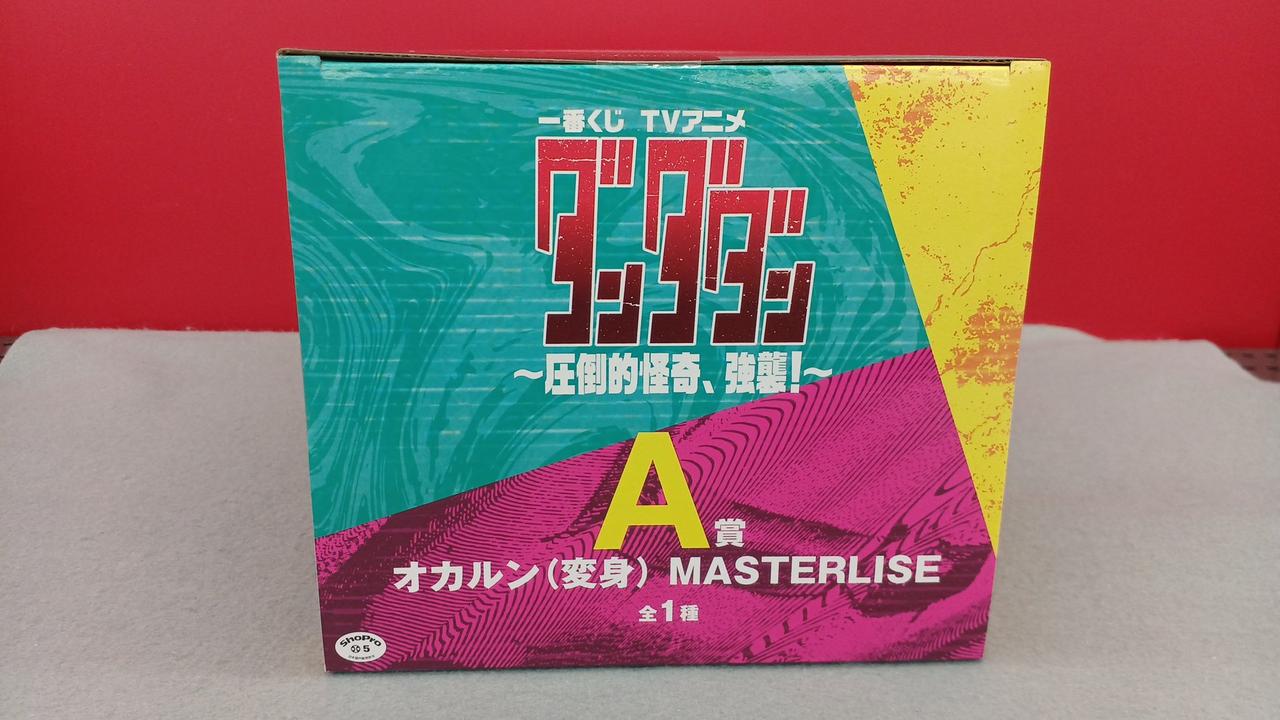 一番くじ TVアニメ
ダンダダン
～圧倒的怪奇、強襲!～
A賞
オカルン(変身) MASTERLISE
全1種
ShoPro
5